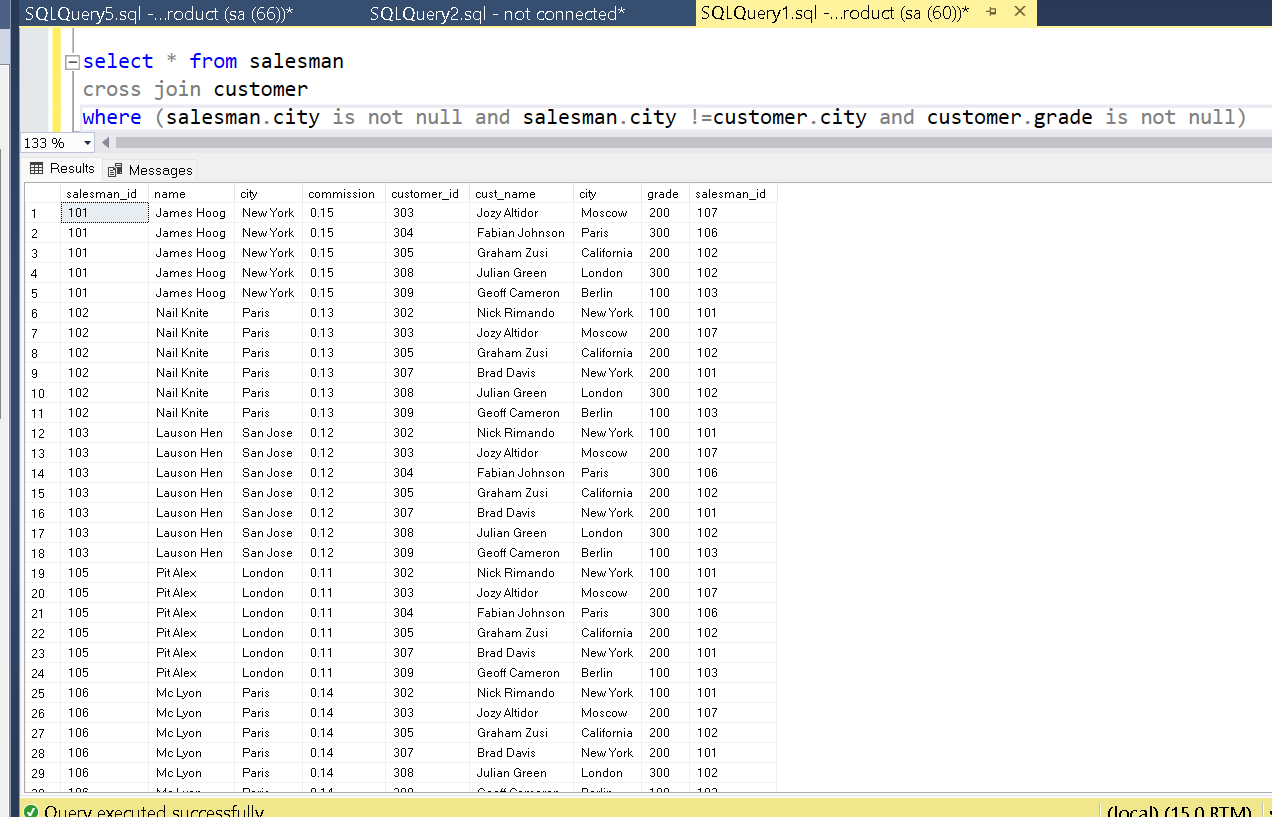 SQLQuery5.sql -...roduct (sa (66))* SQLQuery2.sql - not connected* SQLQuery1.sql -...roduct (sa (60))*
select * from salesman
cross join customer
where (salesman.city is not null and salesman.city !=customer.city and customer.grade is not null)
133 %
Results Messages
salesman_id name city commission customer_id cust_name city grade salesman_id
1 101 James Hoog New York 0.15 303 Jozy Altidor Moscow 200 107
2 101 James Hoog New York 0.15 304 Fabian Johnson Paris 300 106
3 101 James Hoog New York 0.15 305 Graham Zusi California 200 102
4 101 James Hoog New York 0.15 308 Julian Green London 300 102
5 101 James Hoog New York 0.15 309 Geoff Cameron Berlin 100 103
6 102 Nail Knite Paris 0.13 302 Nick Rimando New York 100 101
7 102 Nail Knite Paris 0.13 303 Jozy Altidor Moscow 200 107
8 102 Nail Knite Paris 0.13 305 Graham Zusi California 200 102
9 102 Nail Knite Paris 0.13 307 Brad Davis New York 200 101
10 102 Nail Knite Paris 0.13 308 Julian Green London 300 102
11 102 Nail Knite Paris 0.13 309 Geoff Cameron Berlin 100 103
12 103 Lauson Hen San Jose 0.12 302 Nick Rimando New York 100 101
13 103 Lauson Hen San Jose 0.12 303 Jozy Altidor Moscow 200 107
14 103 Lauson Hen San Jose 0.12 304 Fabian Johnson Paris 300 106
15 103 Lauson Hen San Jose 0.12 305 Graham Zusi California 200 102
16 103 Lauson Hen San Jose 0.12 307 Brad Davis New York 200 101
17 103 Lauson Hen San Jose 0.12 308 Julian Green London 300 102
18 103 Lauson Hen San Jose 0.12 309 Geoff Cameron Berlin 100 103
19 105 Pit Alex London 0.11 302 Nick Rimando New York 100 101
20 105 Pit Alex London 0.11 303 Jozy Altidor Moscow 200 107
21 105 Pit Alex London 0.11 304 Fabian Johnson Paris 300 106
22 105 Pit Alex London 0.11 305 Graham Zusi California 200 102
23 105 Pit Alex London 0.11 307 Brad Davis New York 200 101
24 105 Pit Alex London 0.11 309 Geoff Cameron Berlin 100 103
25 106 Mc Lyon Paris 0.14 302 Nick Rimando New York 100 101
26 106 Mc Lyon Paris 0.14 303 Jozy Altidor Moscow 200 107
27 106 Mc Lyon Paris 0.14 305 Graham Zusi California 200 102
28 106 Mc Lyon Paris 0.14 307 Brad Davis New York 200 101
29 106 Mc Lyon Paris 0.14 308 Julian Green London 300 102
Query executed successfully (local) (15.0 RTM)